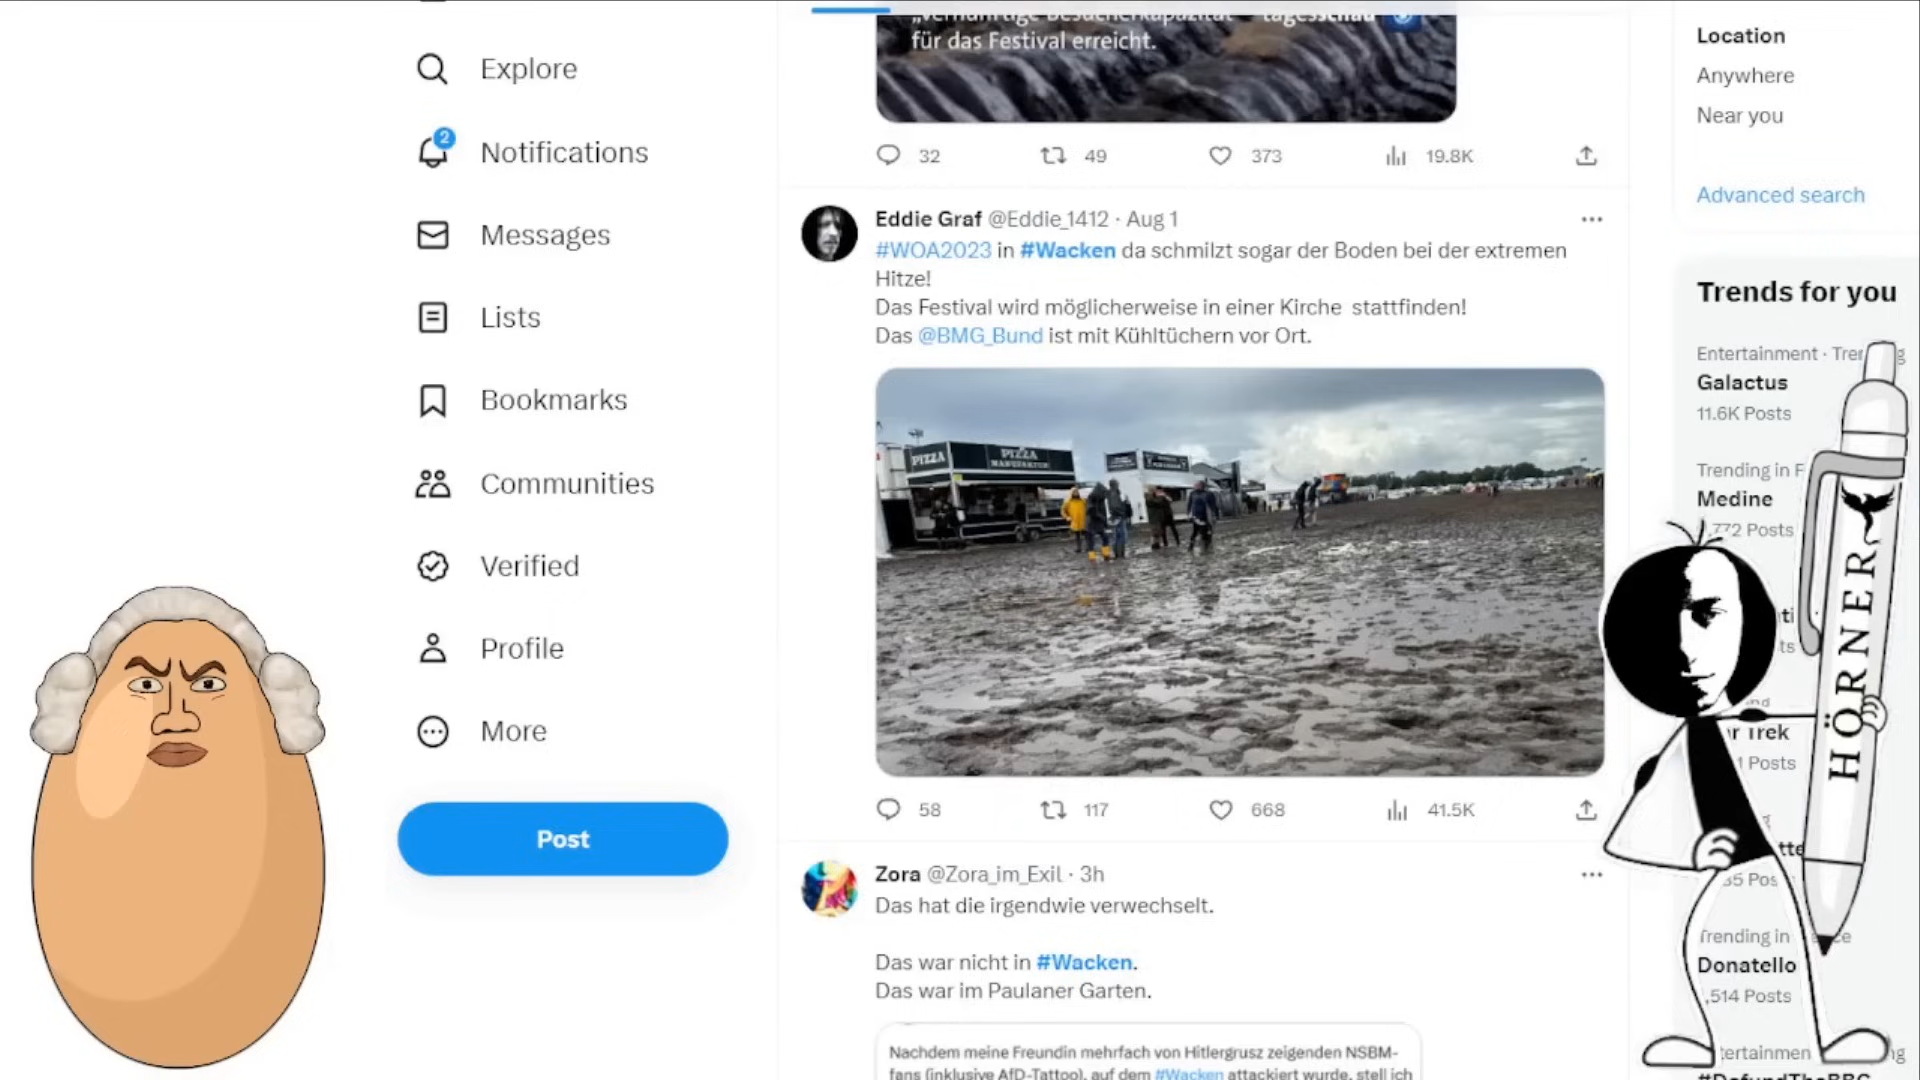 Explore
2
Notifications
Messages
Lists
Bookmarks
Communities
Verified
Profile
More
Post
„vernünftige Besucherkapazität tagesschau
für das Festival erreicht.
32 49 373 19.8K
Eddie Graf @Eddie_1412 · Aug 1
#WOA2023 in #Wacken da schmilzt sogar der Boden bei der extremen
Hitze!
Das Festival wird möglicherweise in einer Kirche stattfinden!
Das @BMG_Bund ist mit Kühltüchern vor Ort.
PIZZA
PIZZA
MANUFAKTUR
58 117 668 41.5K
Zora @Zora_im_Exil · 3h
Das hat die irgendwie verwechselt.
Das war nicht in #Wacken.
Das war im Paulaner Garten.
Nachdem meine Freundin mehrfach von Hitlergrusz zeigenden NSBM-
fans (inklusive AfD-Tattoo), auf dem #Wacken attackiert wurde, stell ich
Location
Anywhere
Near you
Advanced search
Trends for you
Entertainment ·
Galactus
11.6K Posts
Trending in
Medine
772 Posts
Trek
Posts
Trending in
Donatello
,514 Posts
#DefundTheBBC
HÖRNER